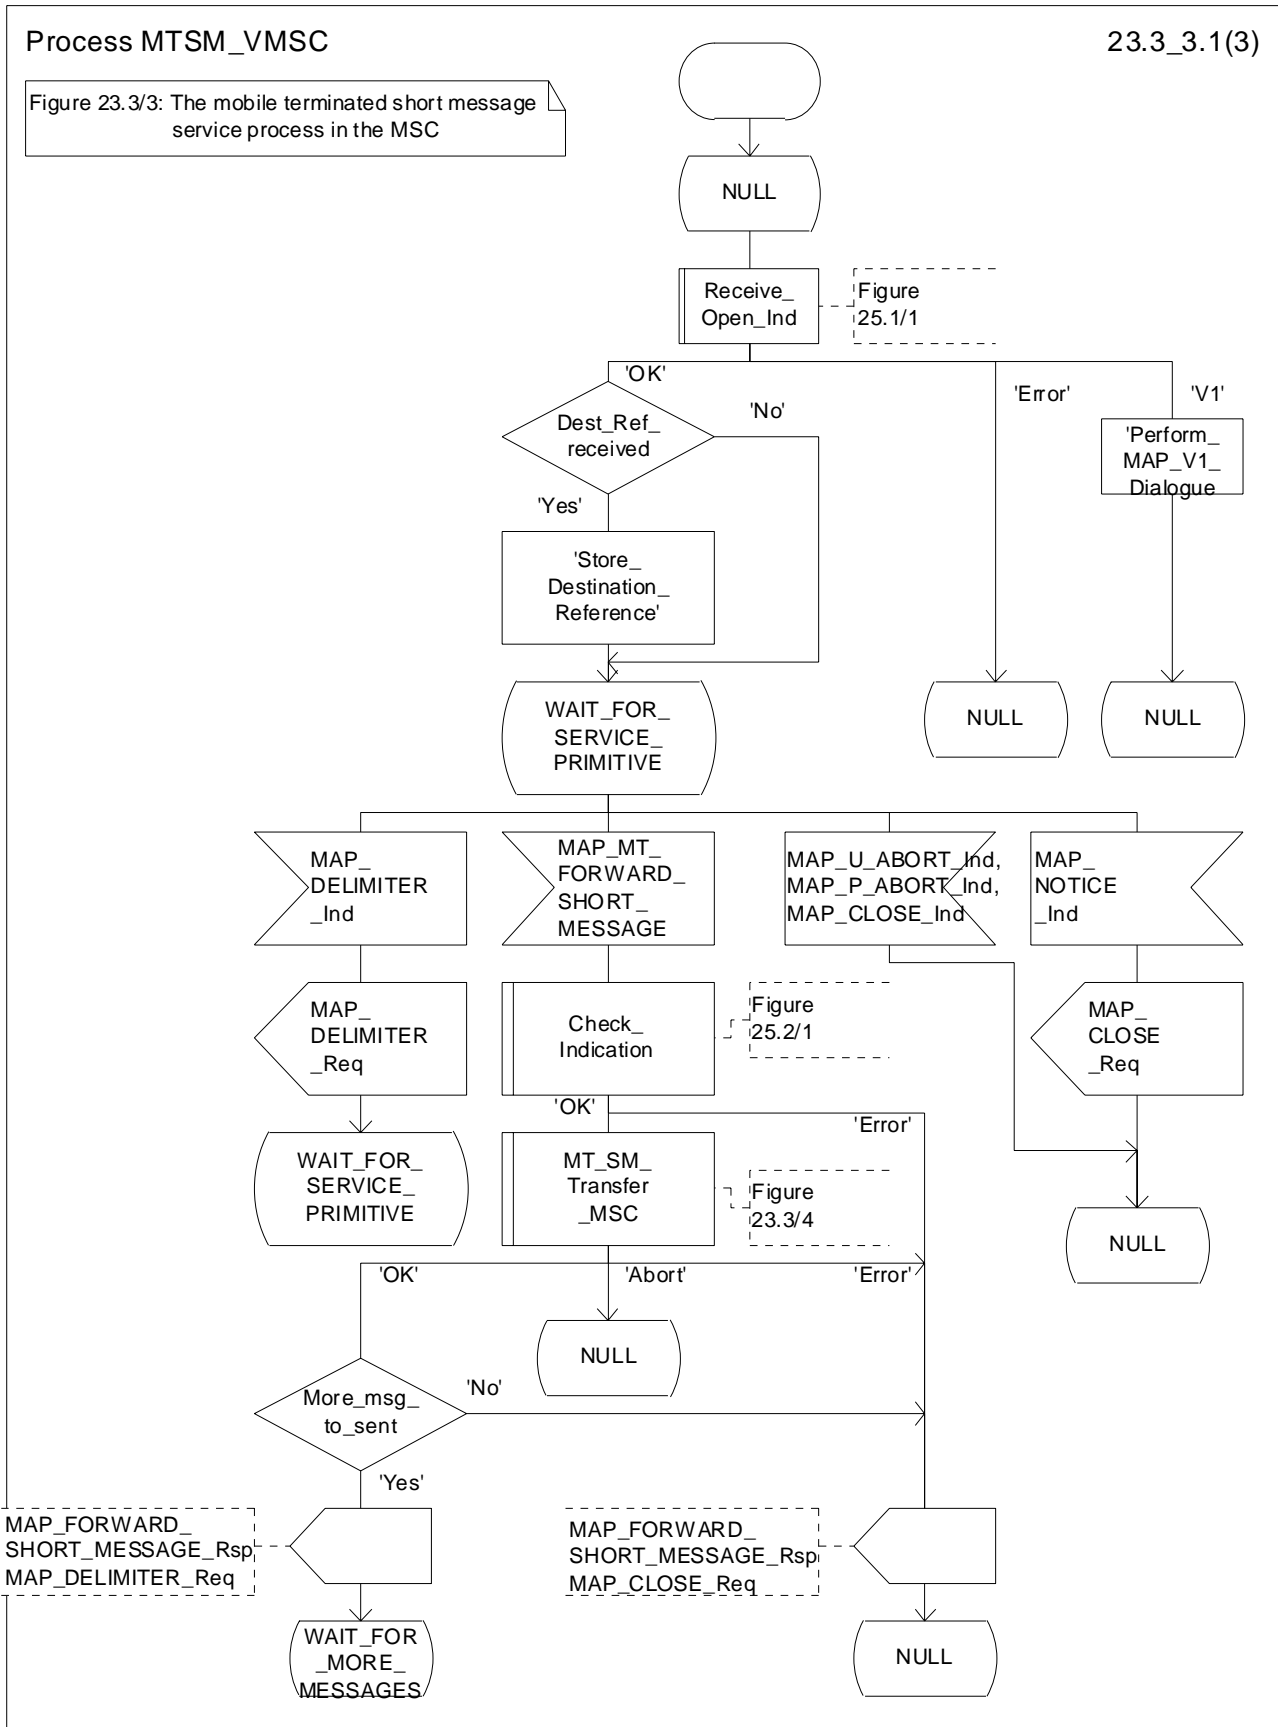 Process MTSM_VMSC
23.3_3.1(3)
Figure 23.3/3: The mobile terminated short message
service process in the MSC
NULL
Receive_
Open_Ind
Figure
25.1/1
'OK'
'No'
'Error'
'V1'
Dest_Ref_
received
'Perform_
MAP_V1_
Dialogue
'Yes'
'Store_
Destination_
Reference'
WAIT_FOR_
SERVICE_
PRIMITIVE
NULL
NULL
MAP_
DELIMITER
_Ind
MAP_MT_
FORWARD_
SHORT_
MESSAGE
MAP_U_ABORT_Ind,
MAP_P_ABORT_Ind,
MAP_CLOSE_Ind
MAP_
NOTICE
_Ind
MAP_
DELIMITER
_Req
Check_
Indication
Figure
25.2/1
MAP_
CLOSE
_Req
'OK'
'Error'
WAIT_FOR_
SERVICE_
PRIMITIVE
MT_SM_
Transfer
_MSC
Figure
23.3/4
NULL
'OK'
'Abort'
'Error'
NULL
More_msg_
to_sent
'No'
'Yes'
MAP_FORWARD_
SHORT_MESSAGE_Rsp
MAP_DELIMITER_Req
MAP_FORWARD_
SHORT_MESSAGE_Rsp
MAP_CLOSE_Req
WAIT_FOR
_MORE_
MESSAGES
NULL